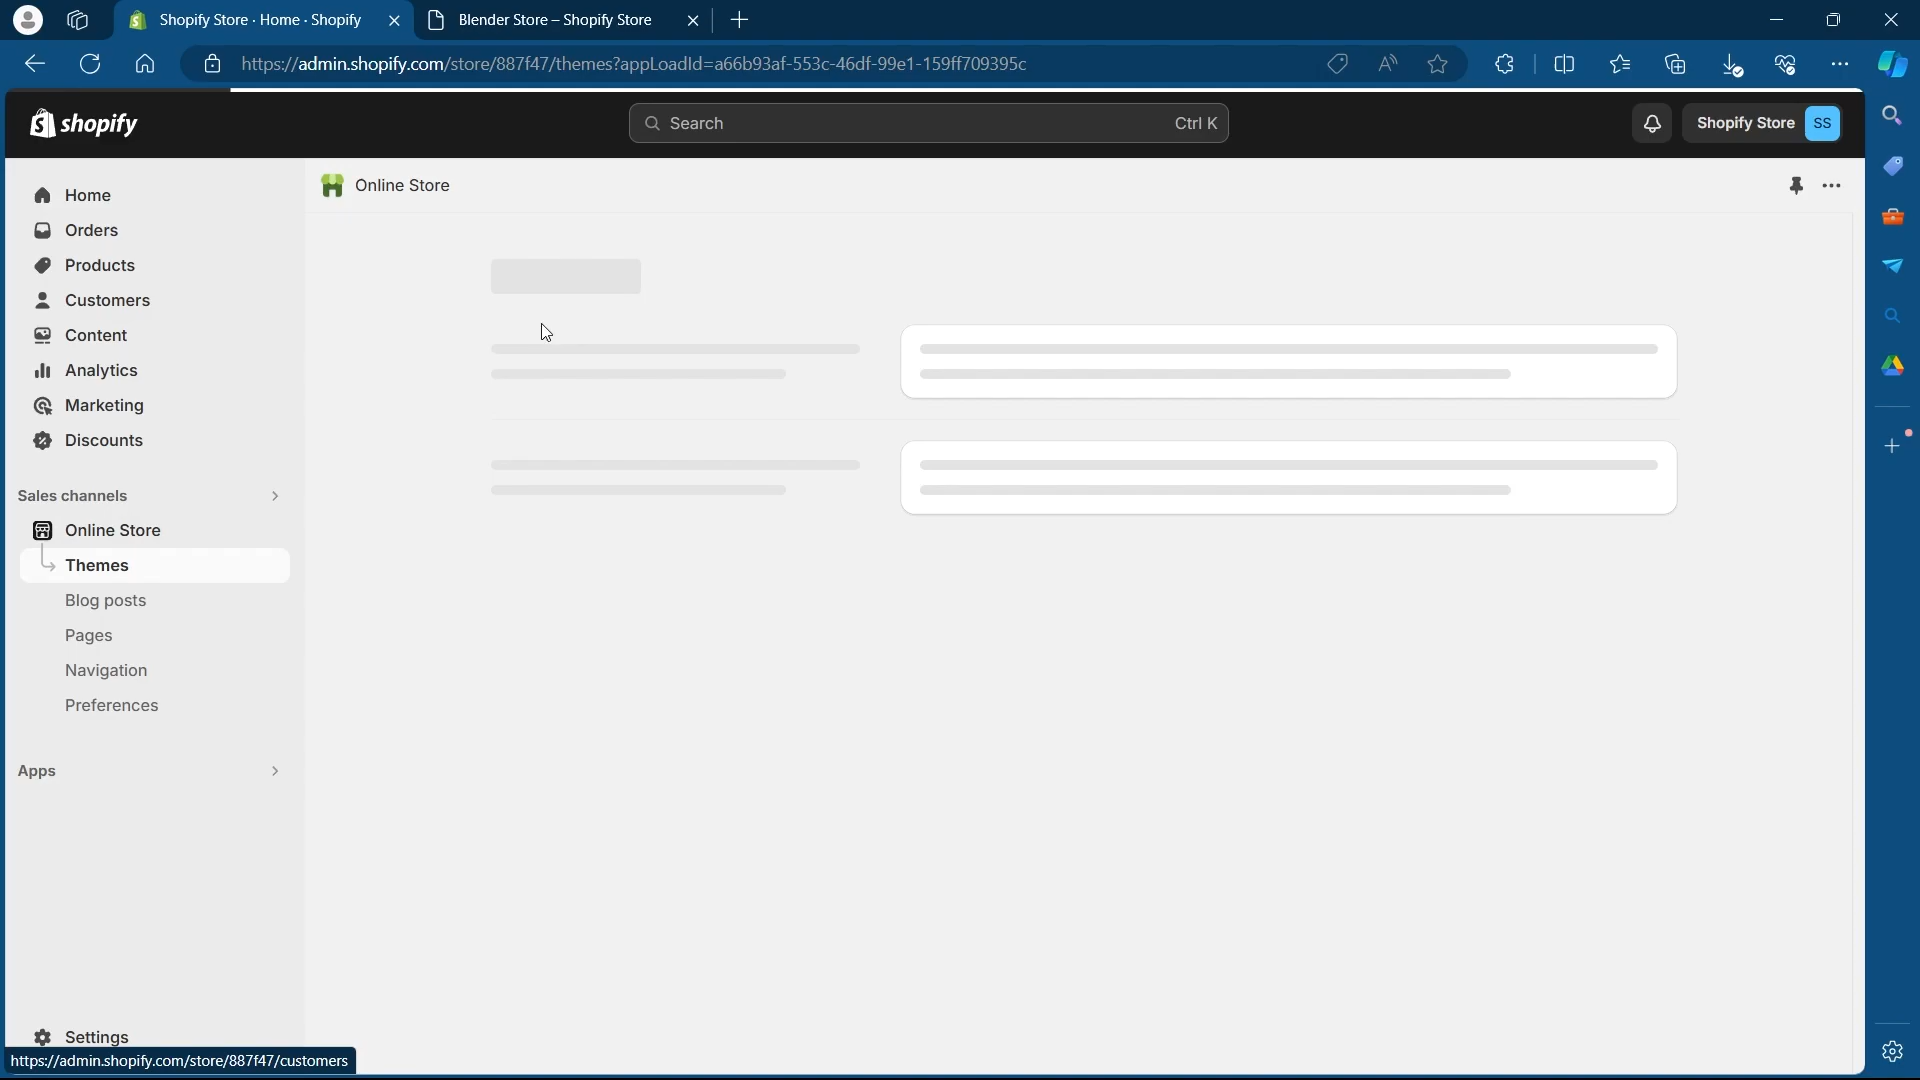 Shopify Store · Home · Shopify
Blender Store – Shopify Store
https://admin.shopify.com/store/887f47/themes?appLoadId=a66b93af-553c-46df-99e1-159ff709395c
shopify
Search
Ctrl K
Shopify Store
SS
Home
Online Store
Orders
Products
Customers
Content
Analytics
Marketing
Discounts
Sales channels
Online Store
Themes
Blog posts
Pages
Navigation
Preferences
Apps
Settings
https://admin.shopify.com/store/887f47/customers